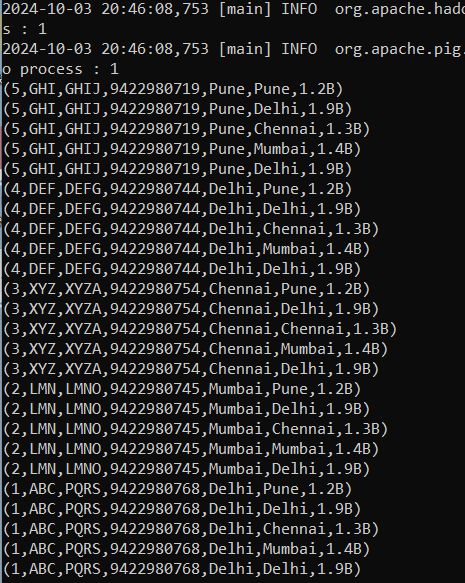 2024-10-03 20:46:08,753 [main] INFO  org.apache.hado
s : 1
2024-10-03 20:46:08,753 [main] INFO  org.apache.pig.
o process : 1
(5,GHI,GHIJ,9422980719,Pune,Pune,1.2B)
(5,GHI,GHIJ,9422980719,Pune,Delhi,1.9B)
(5,GHI,GHIJ,9422980719,Pune,Chennai,1.3B)
(5,GHI,GHIJ,9422980719,Pune,Mumbai,1.4B)
(5,GHI,GHIJ,9422980719,Pune,Delhi,1.9B)
(4,DEF,DEFG,9422980744,Delhi,Pune,1.2B)
(4,DEF,DEFG,9422980744,Delhi,Delhi,1.9B)
(4,DEF,DEFG,9422980744,Delhi,Chennai,1.3B)
(4,DEF,DEFG,9422980744,Delhi,Mumbai,1.4B)
(4,DEF,DEFG,9422980744,Delhi,Delhi,1.9B)
(3,XYZ,XYZA,9422980754,Chennai,Pune,1.2B)
(3,XYZ,XYZA,9422980754,Chennai,Delhi,1.9B)
(3,XYZ,XYZA,9422980754,Chennai,Chennai,1.3B)
(3,XYZ,XYZA,9422980754,Chennai,Mumbai,1.4B)
(3,XYZ,XYZA,9422980754,Chennai,Delhi,1.9B)
(2,LMN,LMNO,9422980745,Mumbai,Pune,1.2B)
(2,LMN,LMNO,9422980745,Mumbai,Delhi,1.9B)
(2,LMN,LMNO,9422980745,Mumbai,Chennai,1.3B)
(2,LMN,LMNO,9422980745,Mumbai,Mumbai,1.4B)
(2,LMN,LMNO,9422980745,Mumbai,Delhi,1.9B)
(1,ABC,PQRS,9422980768,Delhi,Pune,1.2B)
(1,ABC,PQRS,9422980768,Delhi,Delhi,1.9B)
(1,ABC,PQRS,9422980768,Delhi,Chennai,1.3B)
(1,ABC,PQRS,9422980768,Delhi,Mumbai,1.4B)
(1,ABC,PQRS,9422980768,Delhi,Delhi,1.9B)